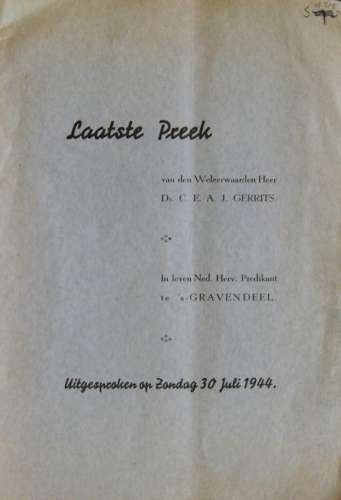 Laatste Preek
van den Weleerwaarden Heer
Ds. C. E. A. J. GERRITS.
In leven Ned. Herv. Predikant
te 's-GRAVENDEEL.
Uitgesproken op Zondag 30 Juli 1944.